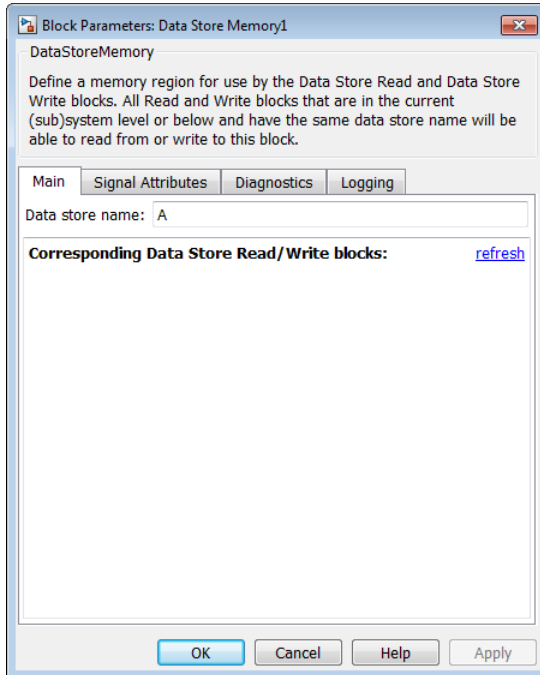 Block Parameters: Data Store Memory1
DataStoreMemory
Define a memory region for use by the Data Store Read and Data Store
Write blocks. All Read and Write blocks that are in the current
(sub)system level or below and have the same data store name will be
able to read from or write to this block.
Main Signal Attributes Diagnostics Logging
Data store name: A
Corresponding Data Store Read/Write blocks: refresh
OK Cancel Help Apply